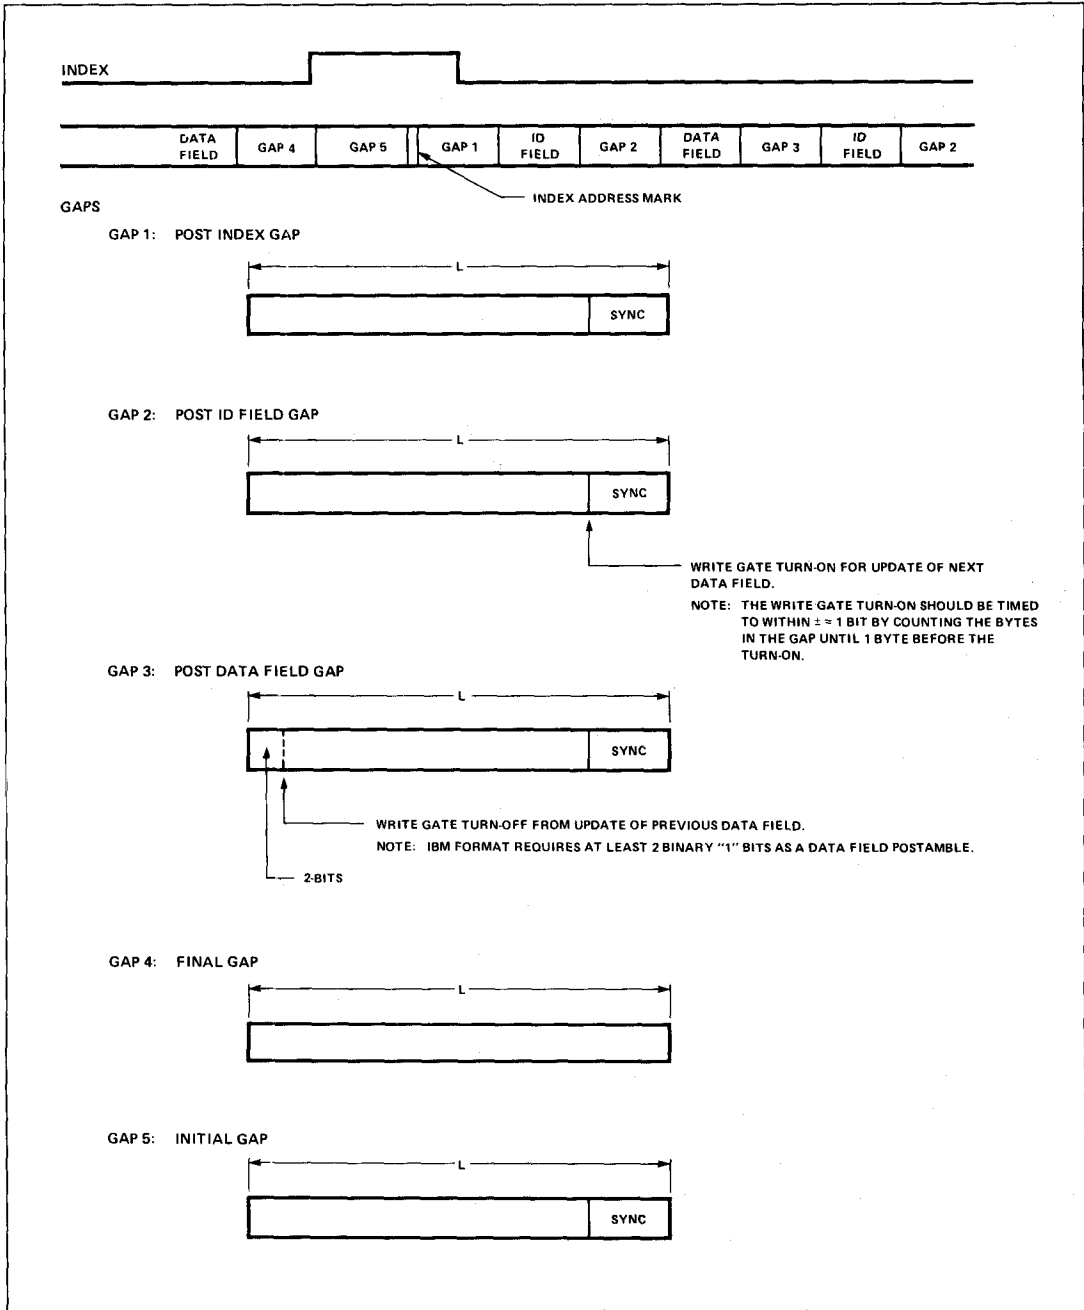 INDEX
DATA FIELD GAP 4 GAP 5 GAP 1 ID FIELD GAP 2 DATA FIELD GAP 3 ID FIELD GAP 2
INDEX ADDRESS MARK
GAPS
GAP 1: POST INDEX GAP
L
SYNC
GAP 2: POST ID FIELD GAP
L
SYNC
WRITE GATE TURN-ON FOR UPDATE OF NEXT
DATA FIELD.
NOTE: THE WRITE GATE TURN-ON SHOULD BE TIMED
TO WITHIN ± ≈ 1 BIT BY COUNTING THE BYTES
IN THE GAP UNTIL 1 BYTE BEFORE THE
TURN-ON.
GAP 3: POST DATA FIELD GAP
L
SYNC
WRITE GATE TURN-OFF FROM UPDATE OF PREVIOUS DATA FIELD.
NOTE: IBM FORMAT REQUIRES AT LEAST 2 BINARY "1" BITS AS A DATA FIELD POSTAMBLE.
2-BITS
GAP 4: FINAL GAP
L
GAP 5: INITIAL GAP
L
SYNC